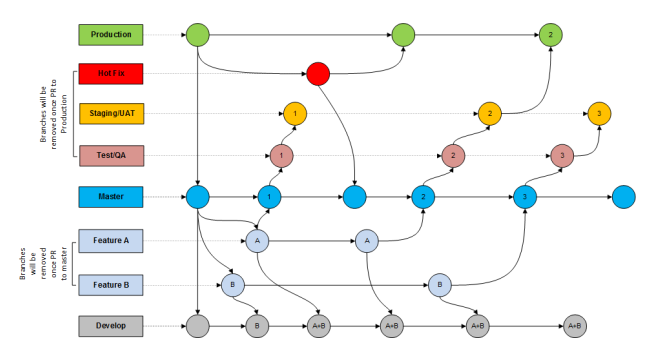 Production
2
Branches will be
removed once PR to
Production
Hot Fix
Staging/UAT
1
2
3
Test/QA
1
2
3
Master
1
2
3
Branches
will be
removed
once PR
to master
Feature A
A
A
Feature B
B
B
Develop
B
A+B
A+B
A+B
A+B